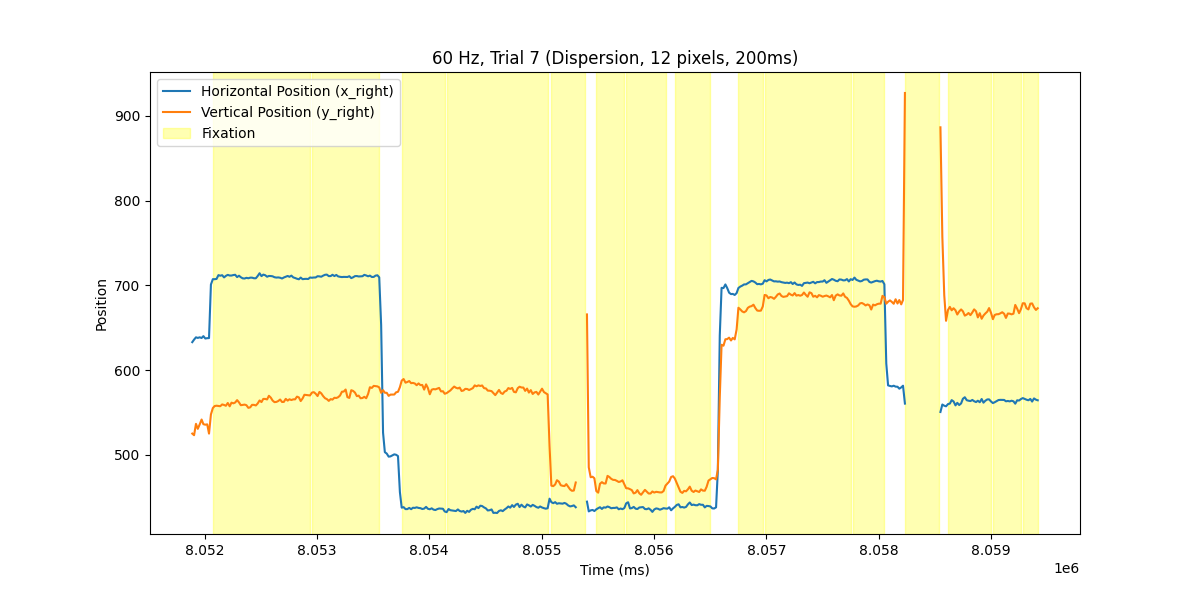 60 Hz, Trial 7 (Dispersion, 12 pixels, 200ms)
Horizontal Position (x_right)
Vertical Position (y_right)
Fixation
900
800
700
600
500
Position
8.052 8.053 8.054 8.055 8.056 8.057 8.058 8.059
1e6
Time (ms)